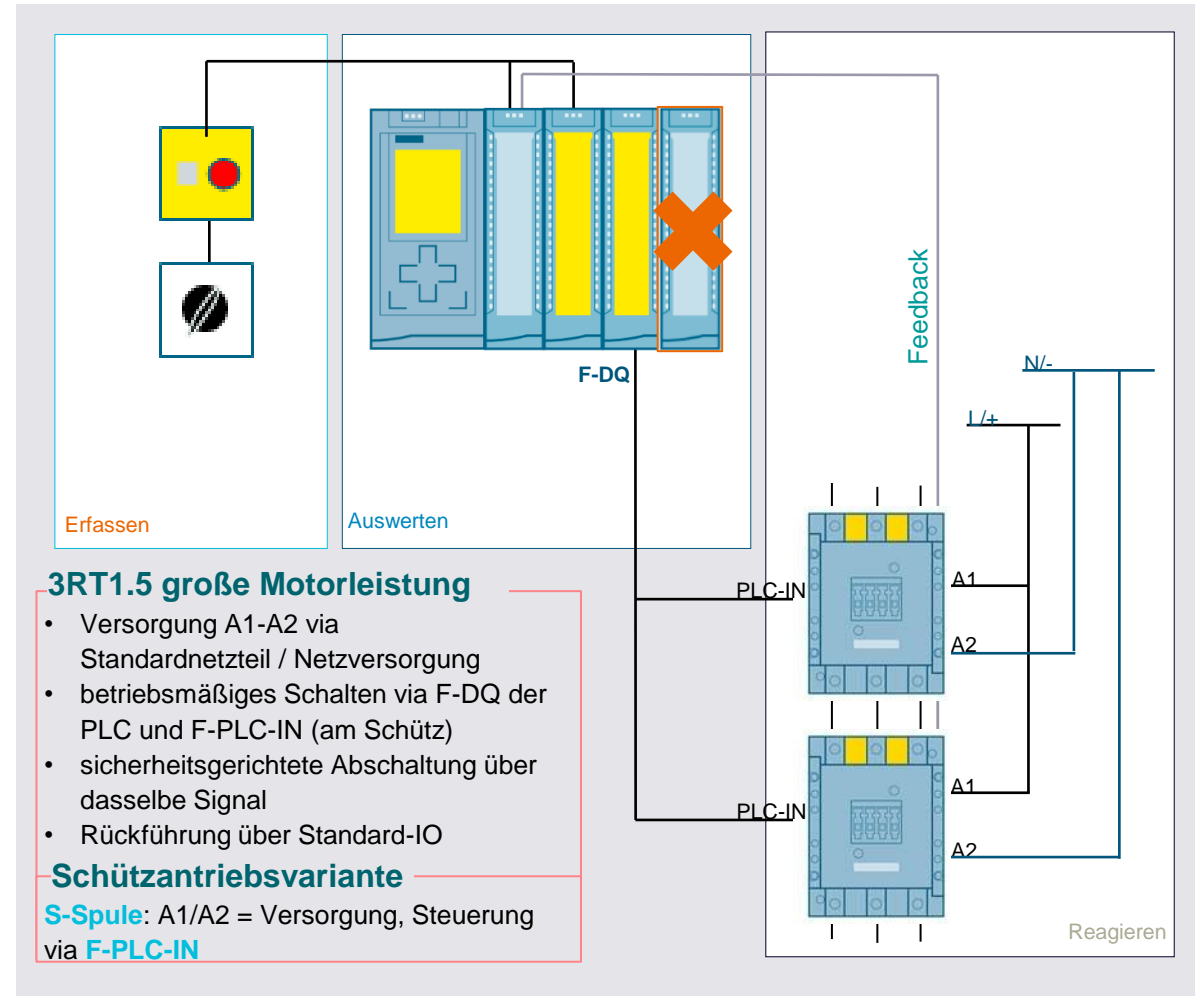 F-DQ
Feedback
N/-
L/+
Erfassen
Auswerten
PLC-IN
A1
A2
PLC-IN
A1
A2
Reagieren
3RT1.5 große Motorleistung
• Versorgung A1-A2 via
Standardnetzteil / Netzversorgung
• betriebsmäßiges Schalten via F-DQ der
PLC und F-PLC-IN (am Schütz)
• sicherheitsgerichtete Abschaltung über
dasselbe Signal
• Rückführung über Standard-IO
Schützantriebsvariante
S-Spule: A1/A2 = Versorgung, Steuerung
via F-PLC-IN